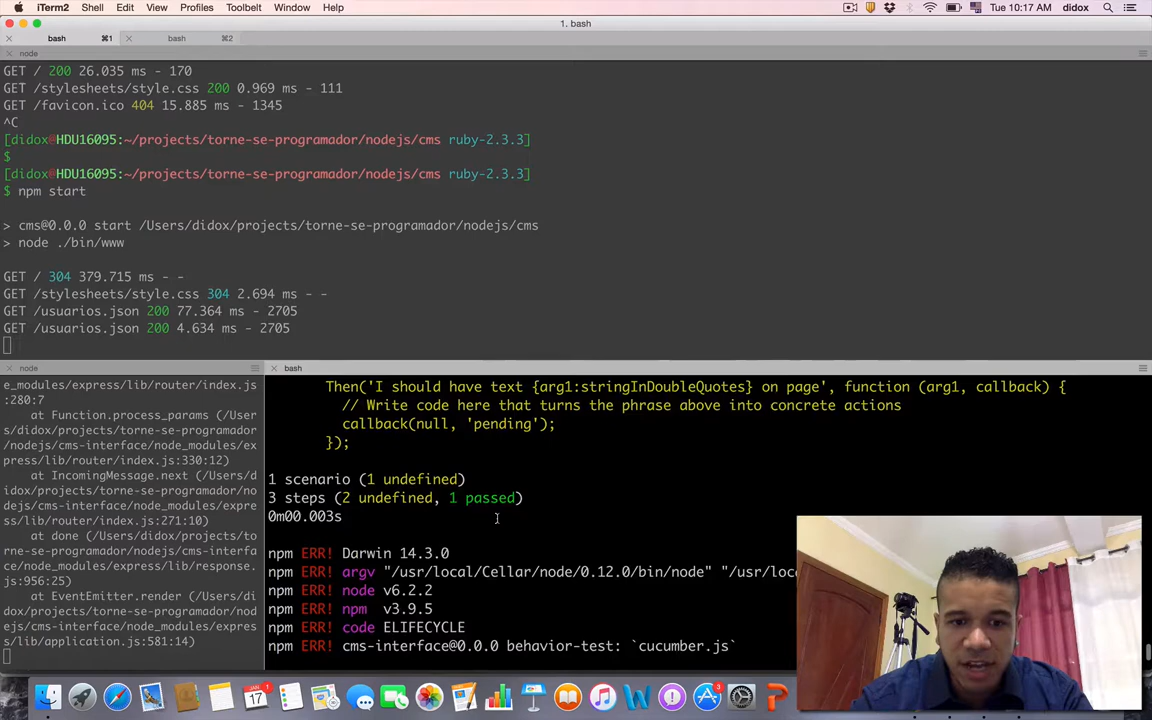 iTerm2 Shell Edit View Profiles Toolbelt Window Help Tue 10:17 AM didox
1. bash
bash ⌘1 bash ⌘2
node
GET / 200 26.035 ms - 170
GET /stylesheets/style.css 200 0.969 ms - 111
GET /favicon.ico 404 15.885 ms - 1345
^C
[didox@HDU16095:~/projects/torne-se-programador/nodejs/cms ruby-2.3.3]
$
[didox@HDU16095:~/projects/torne-se-programador/nodejs/cms ruby-2.3.3]
$ npm start
> cms@0.0.0 start /Users/didox/projects/torne-se-programador/nodejs/cms
> node ./bin/www
GET / 304 379.715 ms - -
GET /stylesheets/style.css 304 2.694 ms - -
GET /usuarios.json 200 77.364 ms - 2705
GET /usuarios.json 200 4.634 ms - 2705
node
e_modules/express/lib/router/index.js
:280:7
at Function.process_params (/User
s/didox/projects/torne-se-programador
/nodejs/cms-interface/node_modules/ex
press/lib/router/index.js:330:12)
at IncomingMessage.next (/Users/di
dox/projects/torne-se-programador/no
dejs/cms-interface/node_modules/expre
ss/lib/router/index.js:271:10)
at done (/Users/didox/projects/to
rne-se-programador/nodejs/cms-interfa
ce/node_modules/express/lib/response.
js:956:25)
at EventEmitter.render (/Users/di
dox/projects/torne-se-programador/nod
ejs/cms-interface/node_modules/expres
s/lib/application.js:581:14)
bash
Then('I should have text {arg1:stringInDoubleQuotes} on page', function (arg1, callback) {
// Write code here that turns the phrase above into concrete actions
callback(null, 'pending');
});
1 scenario (1 undefined)
3 steps (2 undefined, 1 passed)
0m00.003s
npm ERR! Darwin 14.3.0
npm ERR! argv "/usr/local/Cellar/node/0.12.0/bin/node" "/usr/loc
npm ERR! node v6.2.2
npm ERR! npm v3.9.5
npm ERR! code ELIFECYCLE
npm ERR! cms-interface@0.0.0 behavior-test: `cucumber.js`
JAN
17